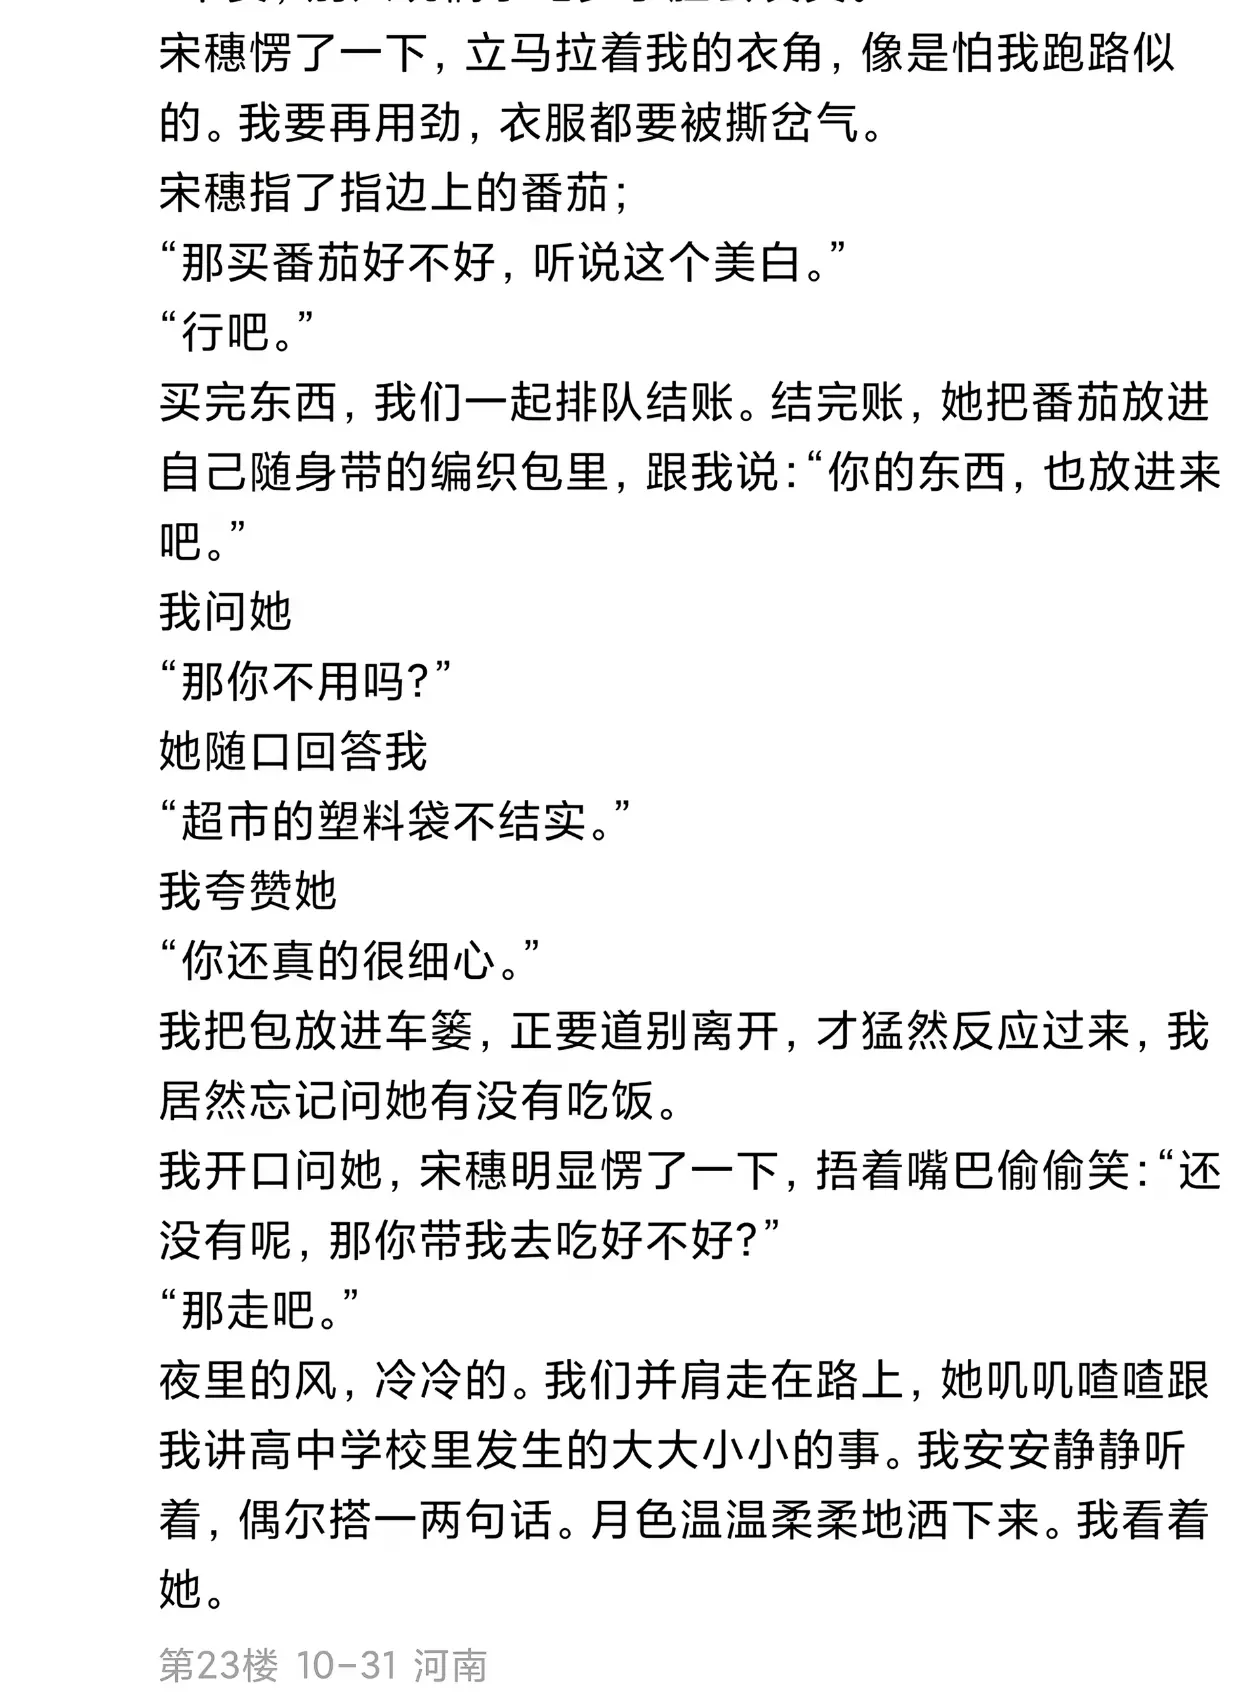 宋穗愣了一下，立马拉着我的衣角，像是怕我跑路似
的。我要再用劲，衣服都要被撕岔气。
宋穗指了指边上的番茄；
“那买番茄好不好，听说这个美白。”
“行吧。”
买完东西，我们一起排队结账。结完账，她把番茄放进
自己随身带的编织包里，跟我说：“你的东西，也放进来
吧。”
我问她
“那你不用吗？”
她随口回答我
“超市的塑料袋不结实。”
我夸赞她
“你还真的很细心。”
我把包放进车篓，正要道别离开，才猛然反应过来，我
居然忘记问她有没有吃饭。
我开口问她，宋穗明显愣了一下，捂着嘴巴偷偷笑：“还
没有呢，那你带我去吃好不好？”
“那走吧。”
夜里的风，冷冷的。我们并肩走在路上，她叽叽喳喳跟
我讲高中学校里发生的大大小小的事。我安安静静听
着，偶尔搭一两句话。月色温温柔柔地洒下来。我看着
她。
第23楼 10-31 河南